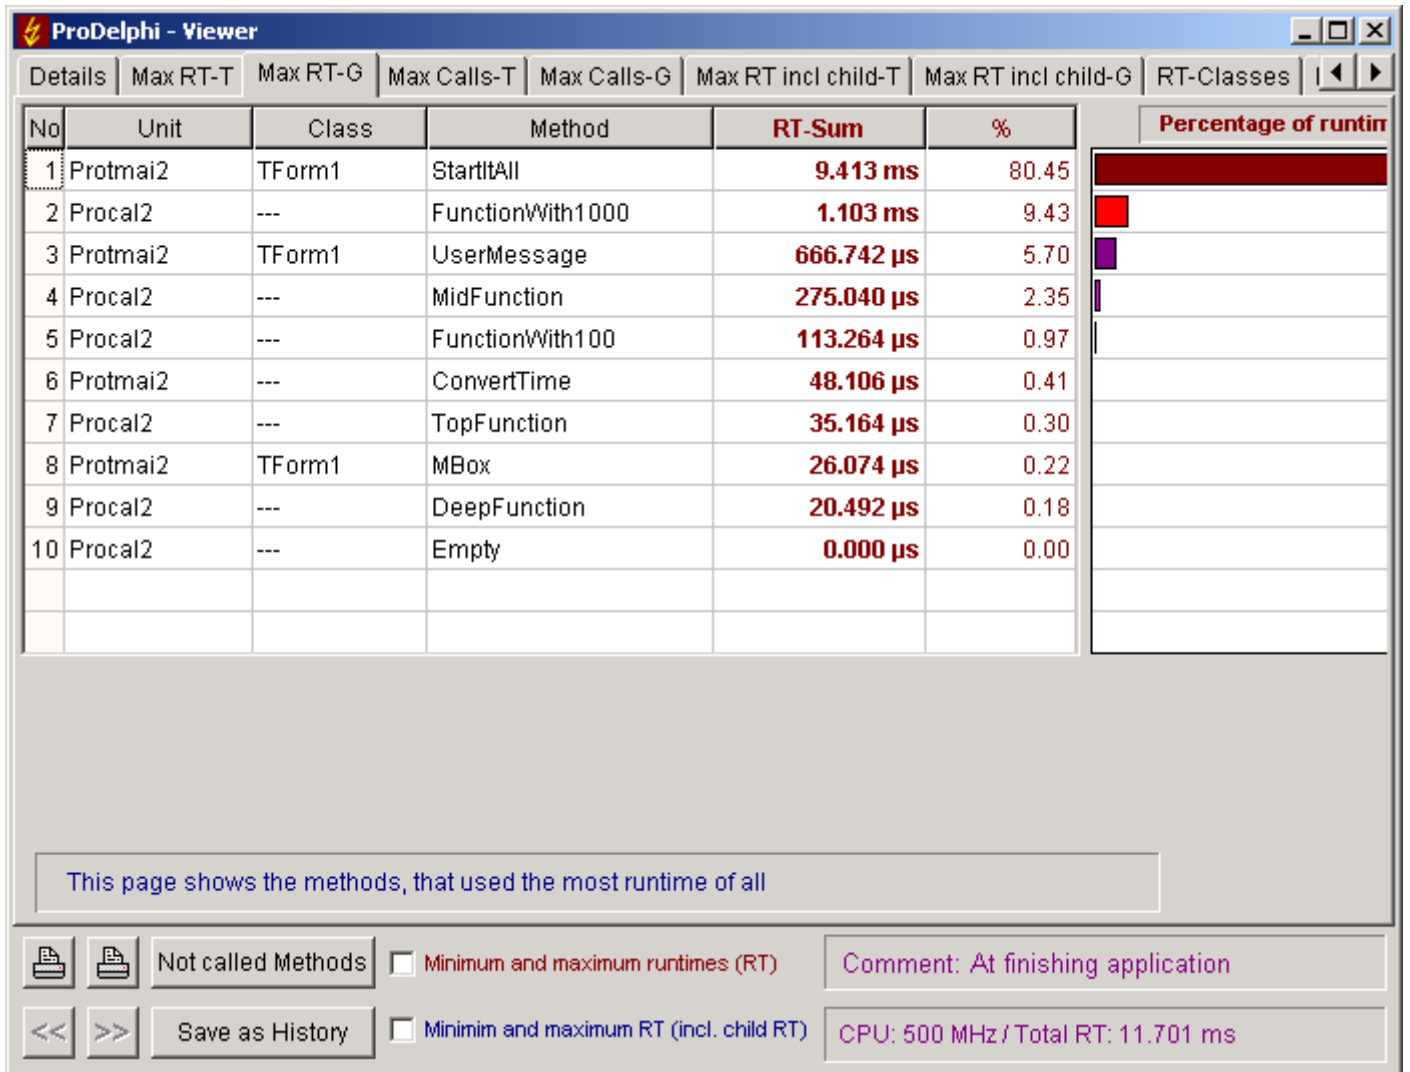 ProDelphi - Viewer
Details Max RT-T Max RT-G Max Calls-T Max Calls-G Max RT incl child-T Max RT incl child-G RT-Classes
No Unit Class Method RT-Sum % Percentage of runtim
1 Protmai2 TForm1 StartItAll 9.413 ms 80.45
2 Procal2 --- FunctionWith1000 1.103 ms 9.43
3 Protmai2 TForm1 UserMessage 666.742 µs 5.70
4 Procal2 --- MidFunction 275.040 µs 2.35
5 Procal2 --- FunctionWith100 113.264 µs 0.97
6 Protmai2 --- ConvertTime 48.106 µs 0.41
7 Procal2 --- TopFunction 35.164 µs 0.30
8 Protmai2 TForm1 MBox 26.074 µs 0.22
9 Procal2 --- DeepFunction 20.492 µs 0.18
10 Procal2 --- Empty 0.000 µs 0.00
This page shows the methods, that used the most runtime of all
Not called Methods Minimum and maximum runtimes (RT) Comment: At finishing application
<< >> Save as History Minimim and maximum RT (incl. child RT) CPU: 500 MHz / Total RT: 11.701 ms